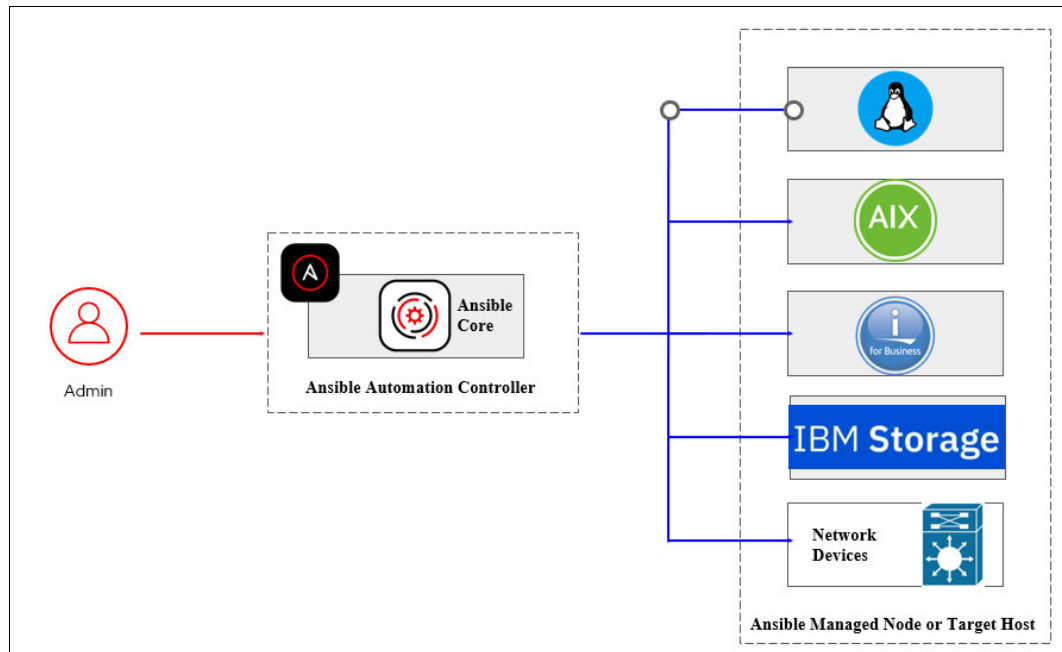 Admin
Ansible
Core
Ansible Automation Controller
AIX
i
for Business
IBM Storage
Network
Devices
Ansible Managed Node or Target Host